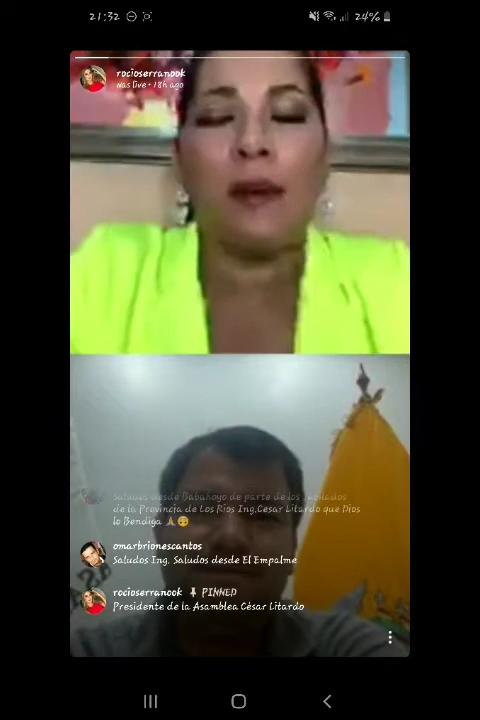 21:32
24%
rocioserranook
was live • 18h ago
Saludos desde Babahoyo de parte de los Jubilados
de la Provincia de Los Rios Ing,Cesar Litardo que Dios
lo Bendiga 🙏😊
omarbrionescantos
Saludos Ing, Saludos desde El Empalme
rocioserranook PINNED
Presidente de la Asamblea César Litardo